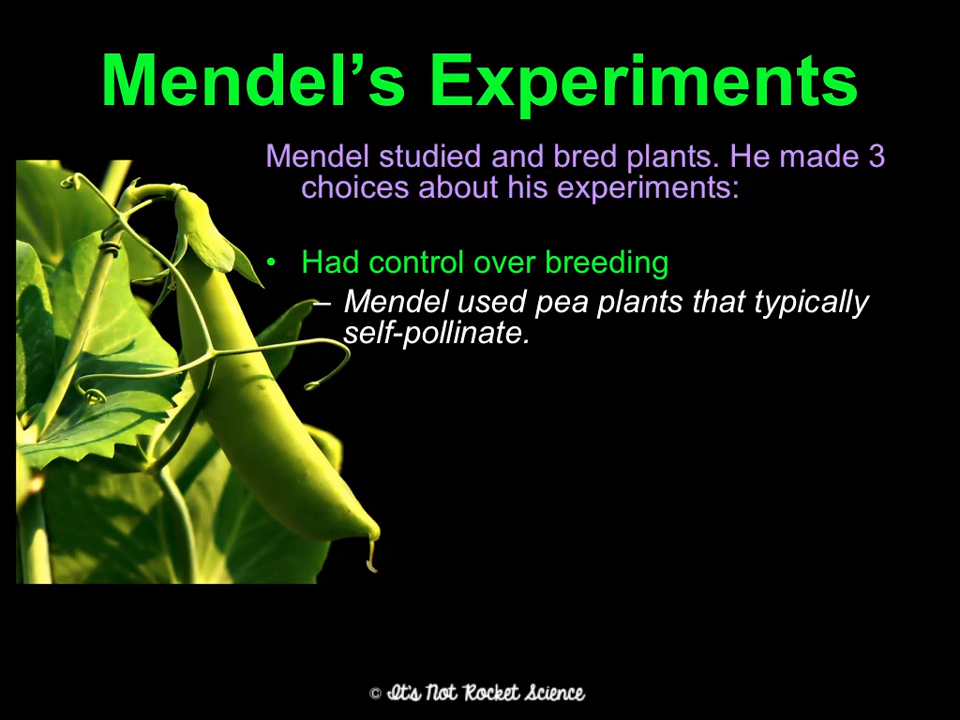 Mendel’s Experiments
Mendel studied and bred plants. He made 3
choices about his experiments:
• Had control over breeding
– Mendel used pea plants that typically
self-pollinate.
© It's Not Rocket Science